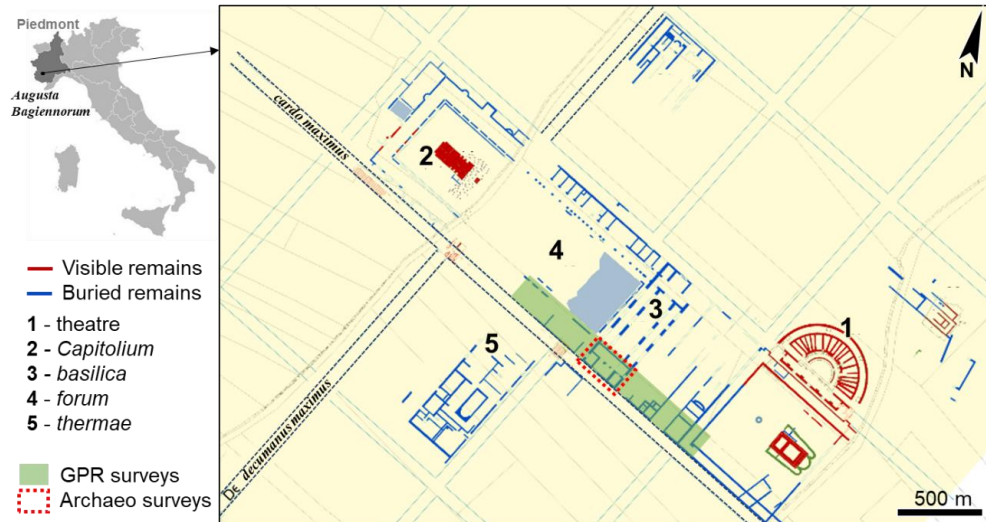 Piedmont
Augusta
Bagiennorum
Visible remains
Buried remains
1 - theatre
2 - Capitolium
3 - basilica
4 - forum
5 - thermae
GPR surveys
Archaeo surveys
cardo maximus
N
2
4
3
1
5
De decumanus maximus
500 m